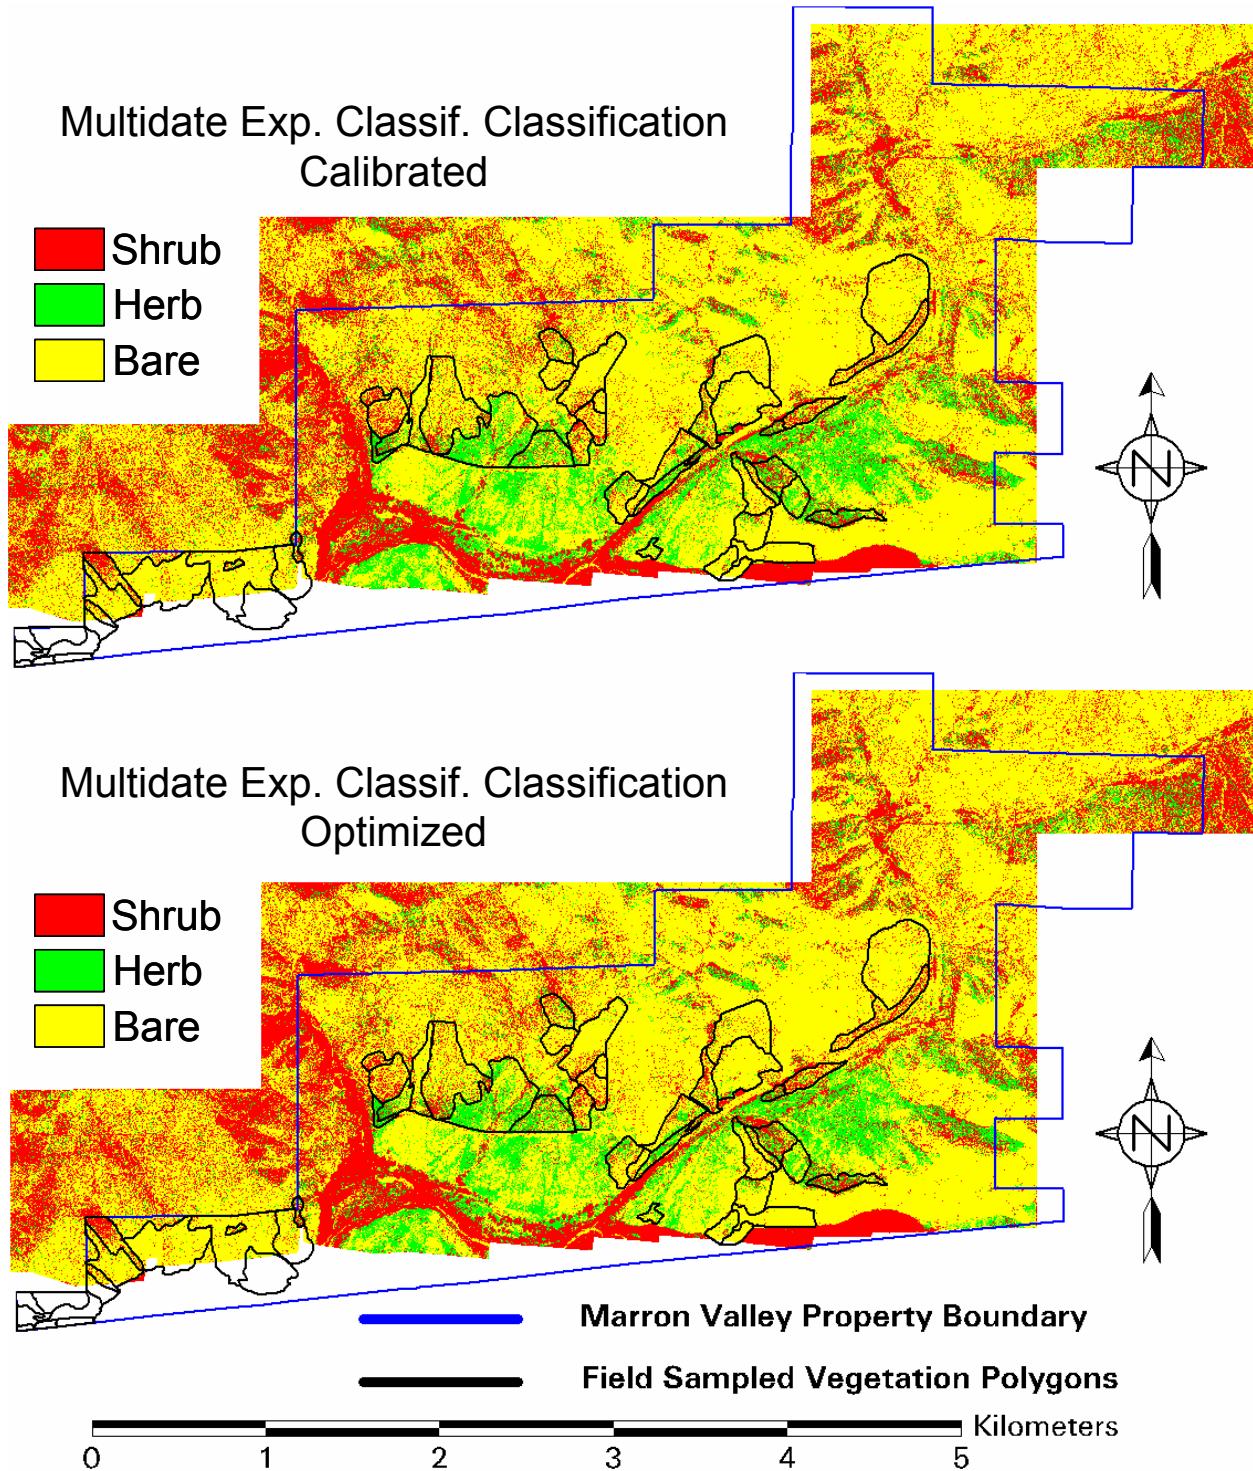 Multidate Exp. Classif. Classification
Calibrated
Shrub
Herb
Bare
N
Multidate Exp. Classif. Classification
Optimized
Shrub
Herb
Bare
N
Marron Valley Property Boundary
Field Sampled Vegetation Polygons
Kilometers
0 1 2 3 4 5